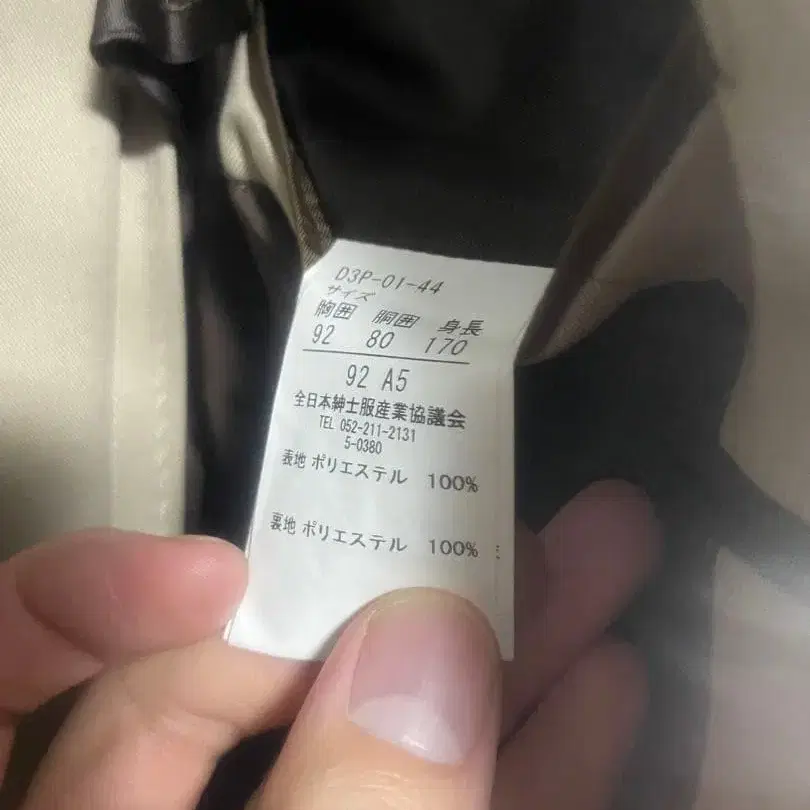 D3P-01-44
サイズ
胸囲 胴囲 身長
92 80 170
92 A5
全日本紳士服産業協議会
TEL 052-211-2131
5-0380
表地 ポリエステル 100%
裏地 ポリエステル 100%